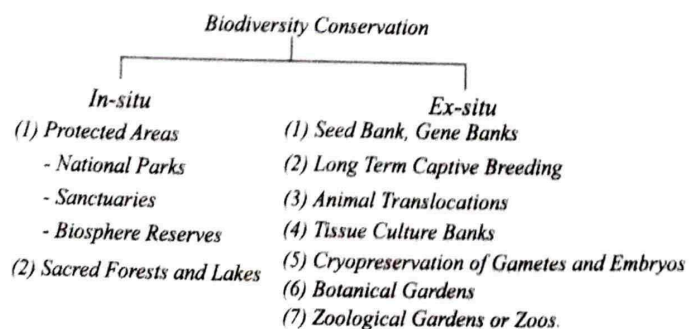 Biodiversity Conservation
In-situ
(1) Protected Areas
- National Parks
- Sanctuaries
- Biosphere Reserves
(2) Sacred Forests and Lakes
Ex-situ
(1) Seed Bank, Gene Banks
(2) Long Term Captive Breeding
(3) Animal Translocations
(4) Tissue Culture Banks
(5) Cryopreservation of Gametes and Embryos
(6) Botanical Gardens
(7) Zoological Gardens or Zoos.